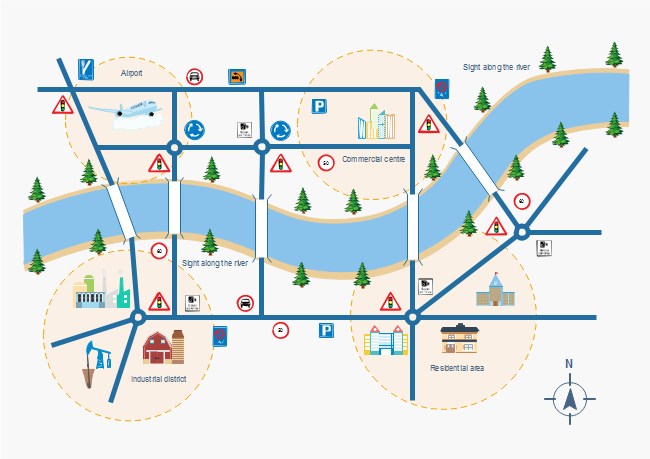 Sight along the river
Airport
P
Commercial centre
Sight along the river
P
Residential area
Industrial district
N